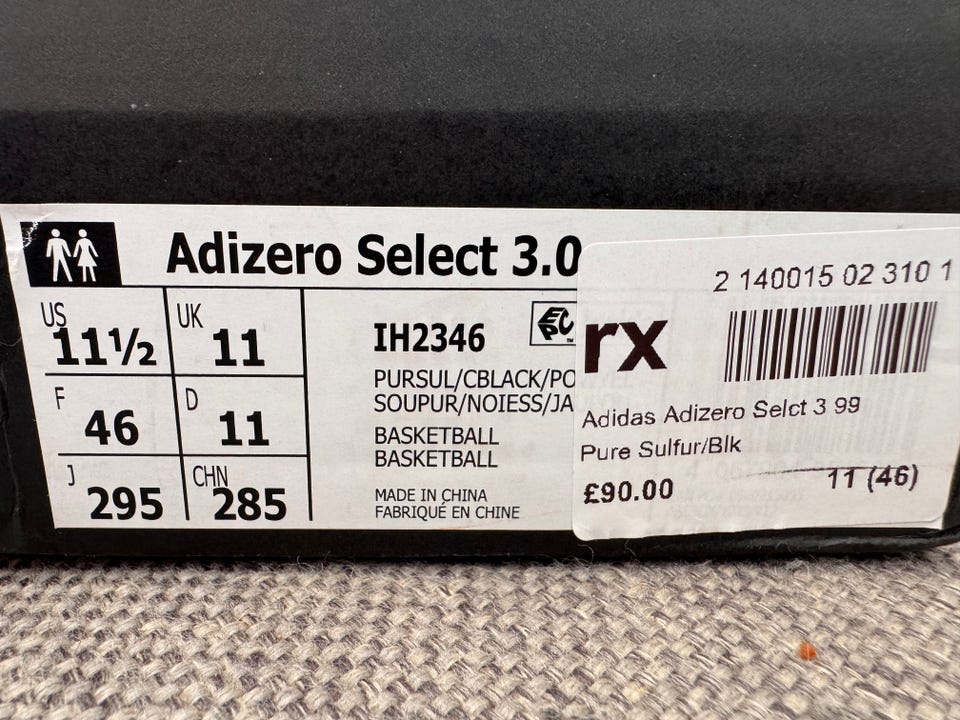 Adizero Select 3.0
US
11½
UK
11
F
46
D
11
J
295
CHN
285
IH2346
EPC
TM
PURSUL/CBLACK/PO
SOUPUR/NOIESS/JA
BASKETBALL
BASKETBALL
MADE IN CHINA
FABRIQUÉ EN CHINE
2 140015 02 310 1
rx
Adidas Adizero Selct 3 99
Pure Sulfur/Blk
£90.00
11 (46)